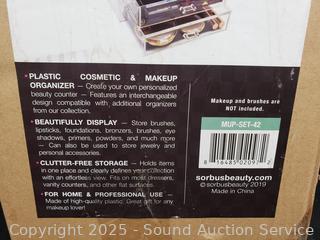 • PLASTIC COSMETIC & MAKEUP
ORGANIZER — Create your own personalized
beauty counter — Features an interchangeable
design compatible with additional organizers
from our collection.
• BEAUTIFULLY DISPLAY — Store brushes,
lipsticks, foundations, bronzers, brushes, eye
shadows, primers, powders, and much more
— Can also be used to store jewelry and
personal accessories.
• CLUTTER-FREE STORAGE — Holds items
in one place and clearly defines your collection
with an effortless view. Fits on most dressers,
vanity counters, and other flat surfaces.
• FOR HOME & PROFESSIONAL USE —
Made of high-quality plastic. Great gift for any
makeup lover!
Makeup and brushes are
NOT included.
MUP-SET-42
8 16485 02091 2
sorbusbeauty.com
© sorbusbeauty 2019
Made in China
Copyright 2025 - Sound Auction Service